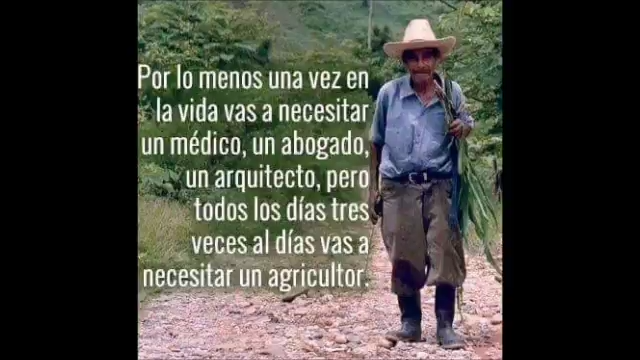 Por lo menos una vez en
la vida vas a necesitar
un médico, un abogado,
un arquitecto, pero
todos los días tres
veces al días vas a
necesitar un agricultor.